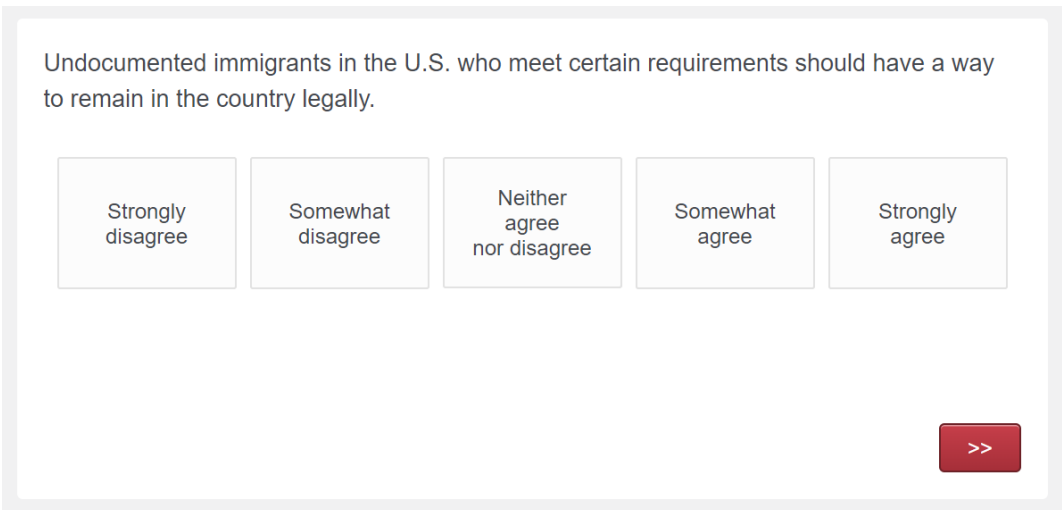 Undocumented immigrants in the U.S. who meet certain requirements should have a way
to remain in the country legally.
Strongly
disagree
Somewhat
disagree
Neither
agree
nor disagree
Somewhat
agree
Strongly
agree
>>